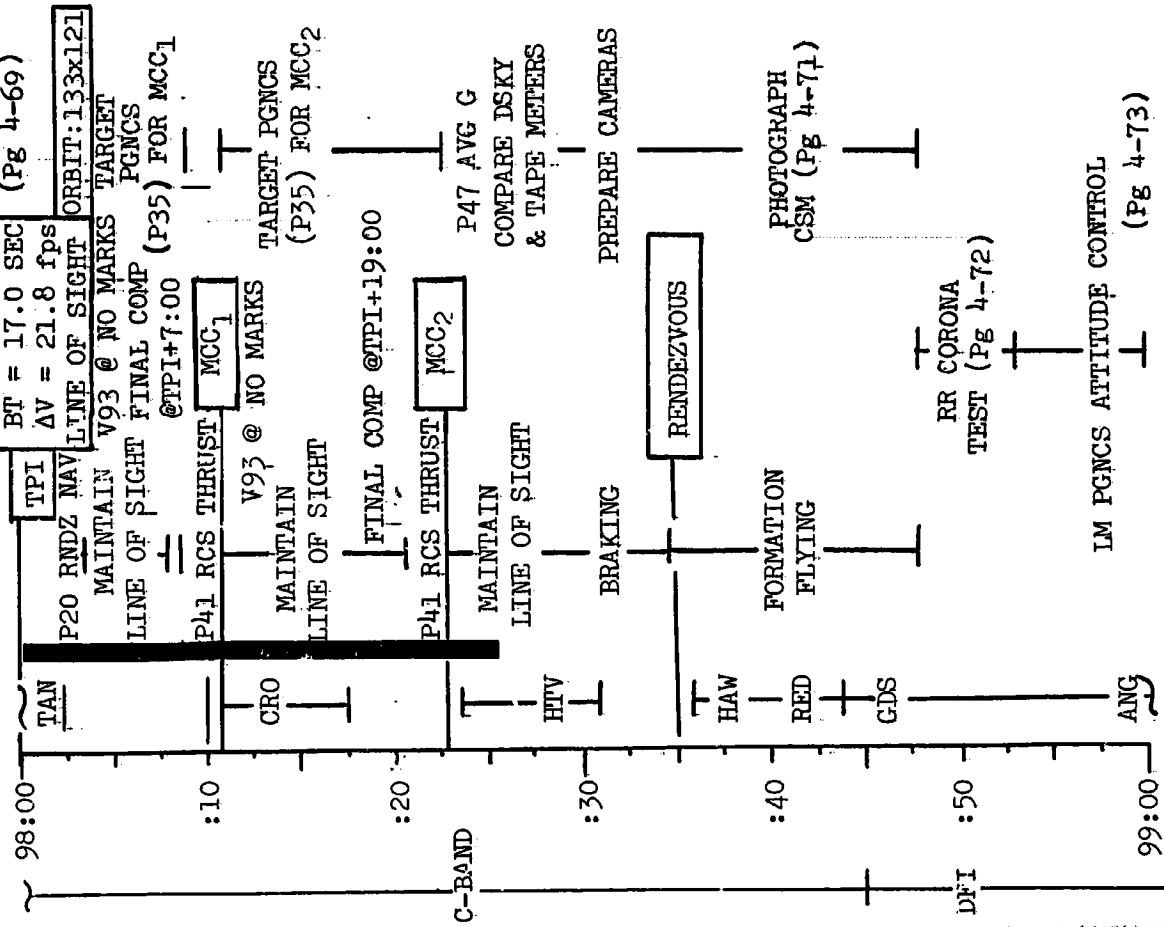 98:00
:10
:20
:30
:40
:50
99:00
C-BAND
DFI
TAN
CRO
HTV
HAW
RED
GDS
ANG
TPI
BT = 17.0 SEC
ΔV = 21.8 fps
LINE OF SIGHT
ORBIT:133x121
(Pg 4-69)
P20 RNDZ NAV
MAINTAIN
LINE OF SIGHT
V93 @ NO MARKS
FINAL COMP
@TPI+7:00
TARGET
PGNCS
(P35) FOR MCC1
P41 RCS THRUST
MCC1
V93 @ NO MARKS
MAINTAIN
LINE OF SIGHT
FINAL COMP @TPI+19:00
TARGET PGNCS
(P35) FOR MCC2
P41 RCS THRUST
MCC2
MAINTAIN
LINE OF SIGHT
P47 AVG G
COMPARE DSKY
& TAPE METERS
BRAKING
PREPARE CAMERAS
RENDEZVOUS
FORMATION
FLYING
PHOTOGRAPH
CSM (Pg 4-71)
RR CORONA
TEST (Pg 4-72)
LM PGNCS ATTITUDE CONTROL
(Pg 4-73)